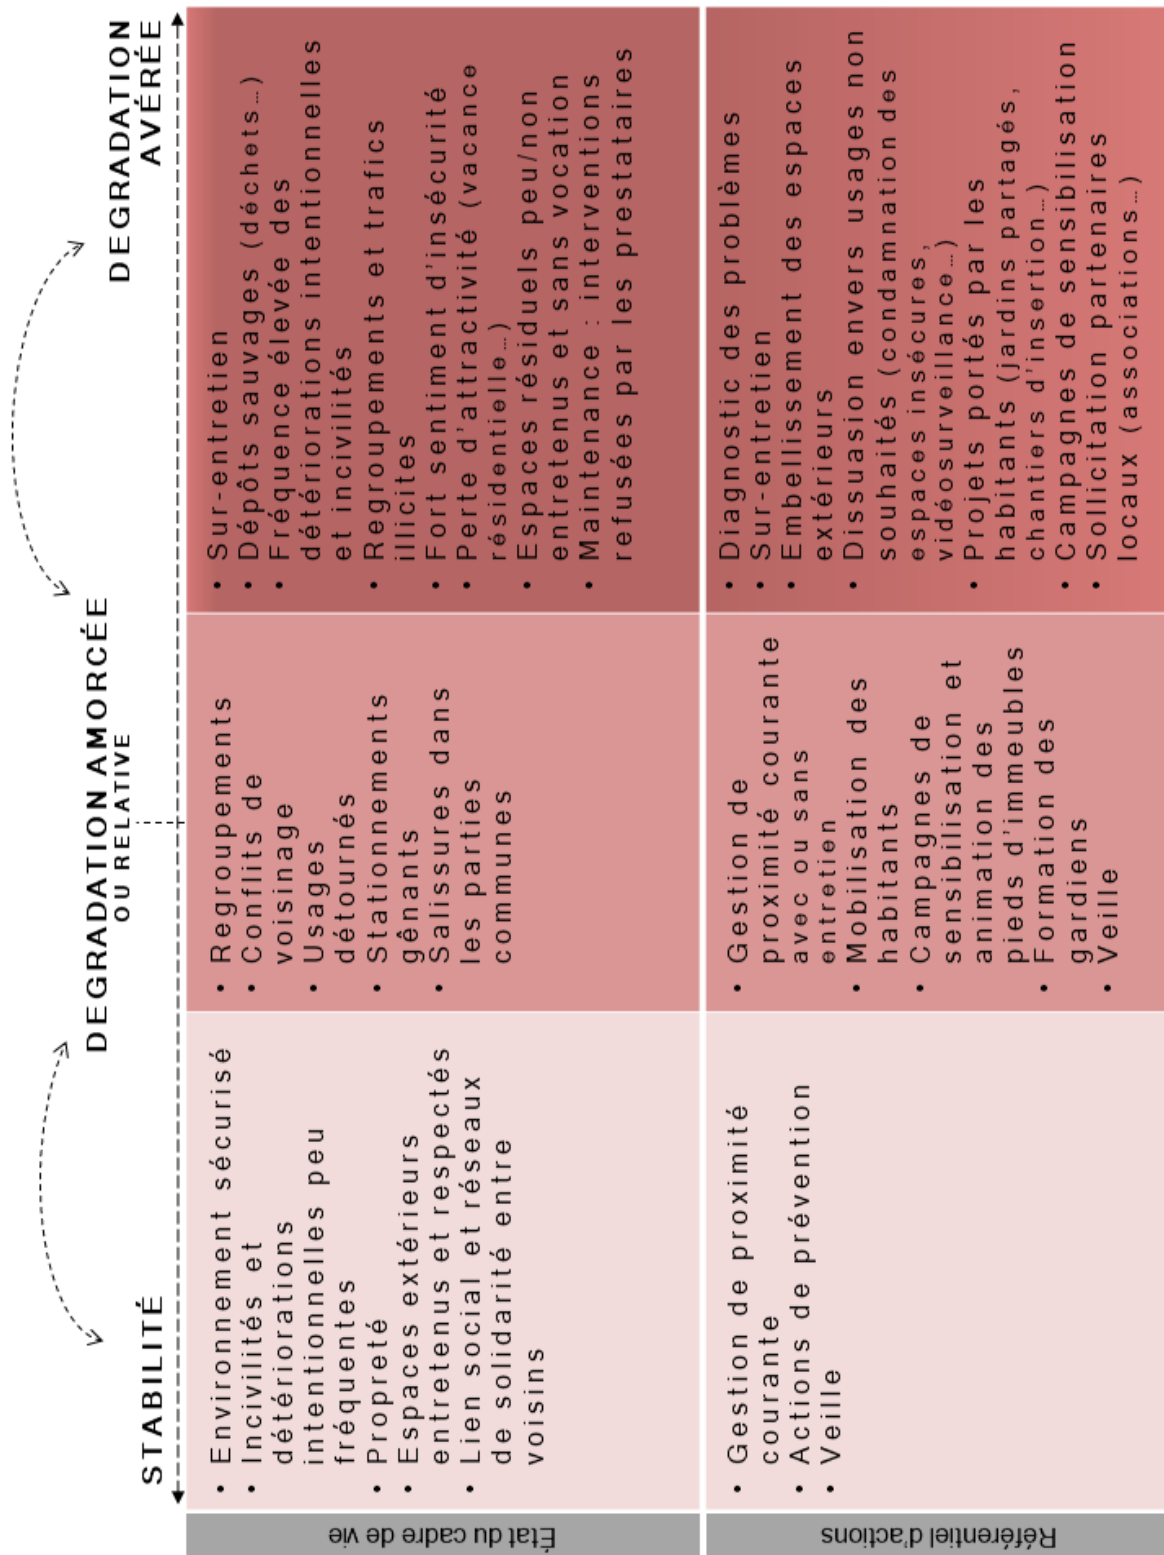 STABILITÉ
DEGRADATION AMORCÉE
OU RELATIVE
DEGRADATION
AVÉRÉE
État du cadre de vie
• Environnement sécurisé
• Incivilités et
détériorations
intentionnelles peu
fréquentes
• Propreté
• Espaces extérieurs
entretenus et respectés
• Lien social et réseaux
de solidarité entre
voisins
• Regroupements
• Conflits de
voisinage
• Usages
détournés
• Stationnements
gênants
• Salissures dans
les parties
communes
• Sur-entretien
• Dépôts sauvages (déchets…)
• Fréquence élevée des
détériorations intentionnelles
et incivilités
• Regroupements et trafics
illicites
• Fort sentiment d'insécurité
• Perte d'attractivité (vacance
résidentielle…)
• Espaces résiduels peu/non
entretenus et sans vocation
• Maintenance : interventions
refusées par les prestataires
Référentiel d'actions
• Gestion de proximité
courante
• Actions de prévention
• Veille
• Gestion de
proximité courante
avec ou sans
entretien
• Mobilisation des
habitants
• Campagnes de
sensibilisation et
animation des
pieds d'immeubles
• Formation des
gardiens
• Veille
• Diagnostic des problèmes
• Sur-entretien
• Embellissement des espaces
extérieurs
• Dissuasion envers usages non
souhaités (condamnation des
espaces insécures,
vidéosurveillance…)
• Projets portés par les
habitants (jardins partagés,
chantiers d'insertion…)
• Campagnes de sensibilisation
• Sollicitation partenaires
locaux (associations…)